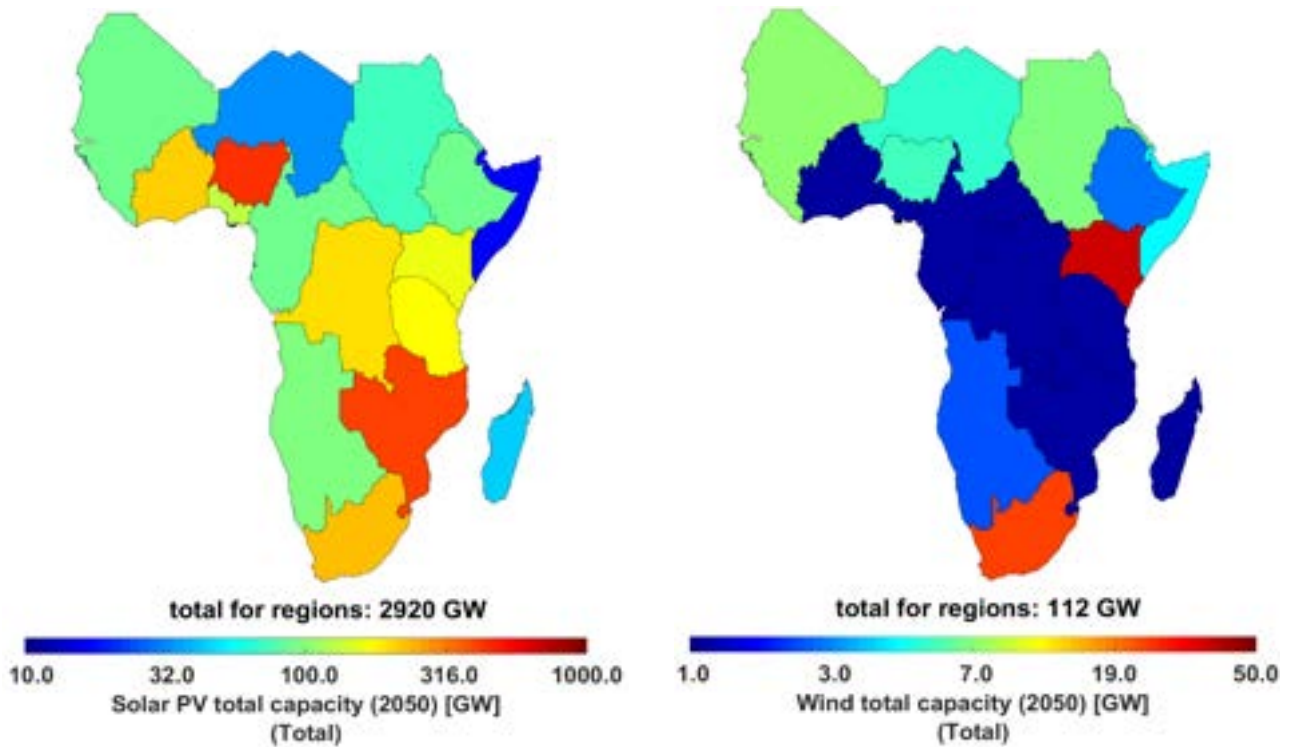 total for regions: 2920 GW
10.0 32.0 100.0 316.0 1000.0
Solar PV total capacity (2050) [GW]
(Total)
total for regions: 112 GW
1.0 3.0 7.0 19.0 50.0
Wind total capacity (2050) [GW]
(Total)